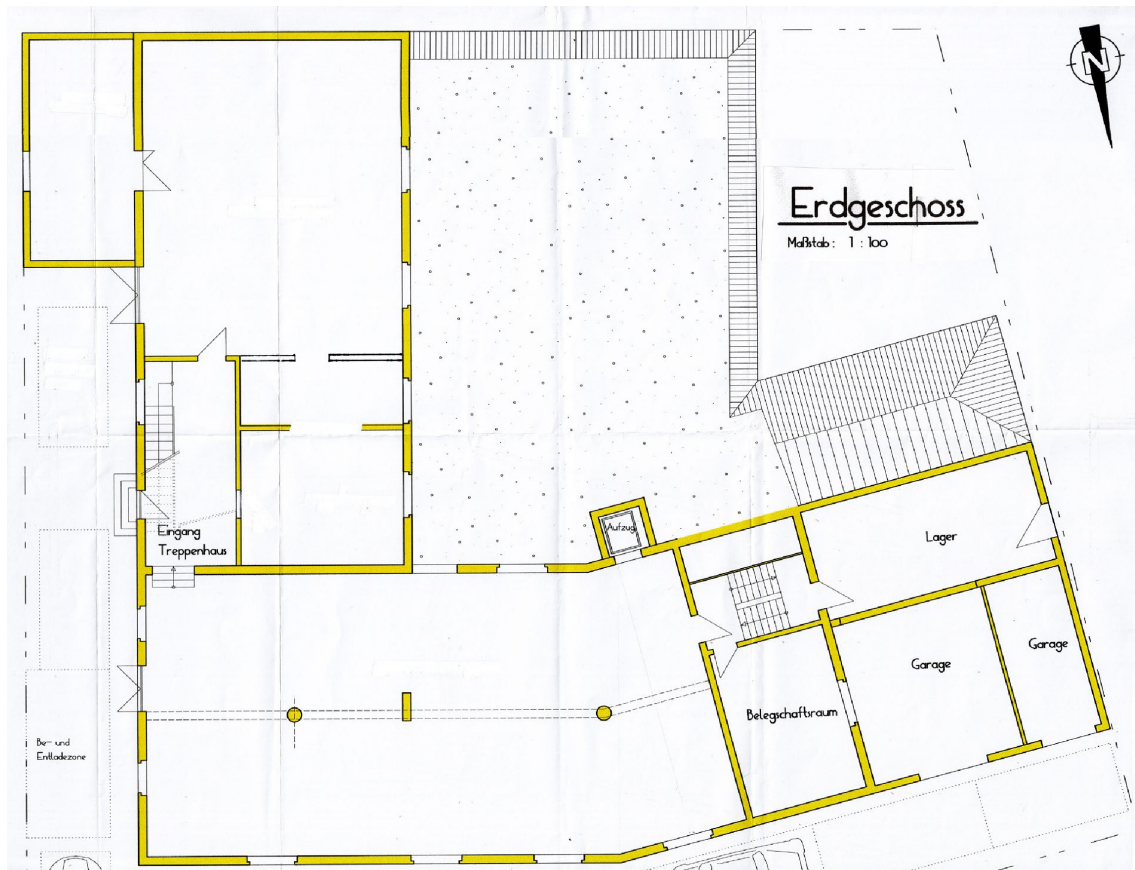 N
Erdgeschoss
Maßstab: 1 : 100
Aufzug
Eingang
Treppenhaus
Lager
Garage
Garage
Belegschaftsraum
Be- und
Entladezone